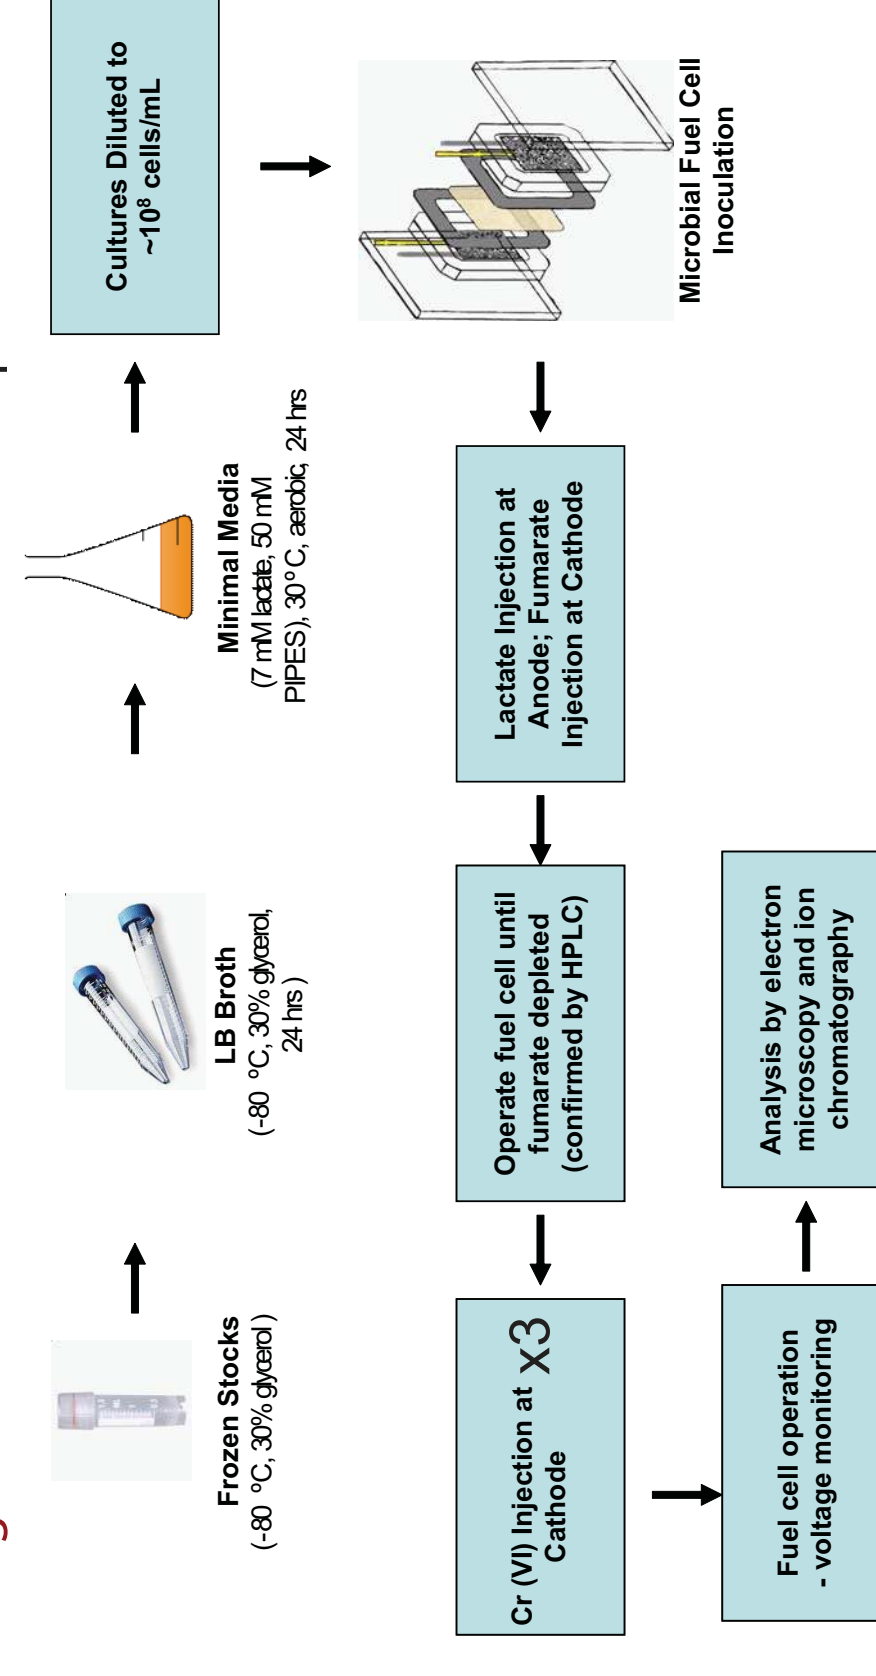 Frozen Stocks
(-80 ºC, 30% glycerol )
LB Broth
(-80 ºC, 30% glycerol,
24 hrs )
Minimal Media
(7 mM lactate, 50 mM
PIPES), 30º C, aerobic, 24 hrs
Cultures Diluted to
~10⁸ cells/mL
Microbial Fuel Cell
Inoculation
Lactate Injection at
Anode; Fumarate
Injection at Cathode
Operate fuel cell until
fumarate depleted
(confirmed by HPLC)
Cr (VI) Injection at x3
Cathode
Fuel cell operation
- voltage monitoring
Analysis by electron
microscopy and ion
chromatography